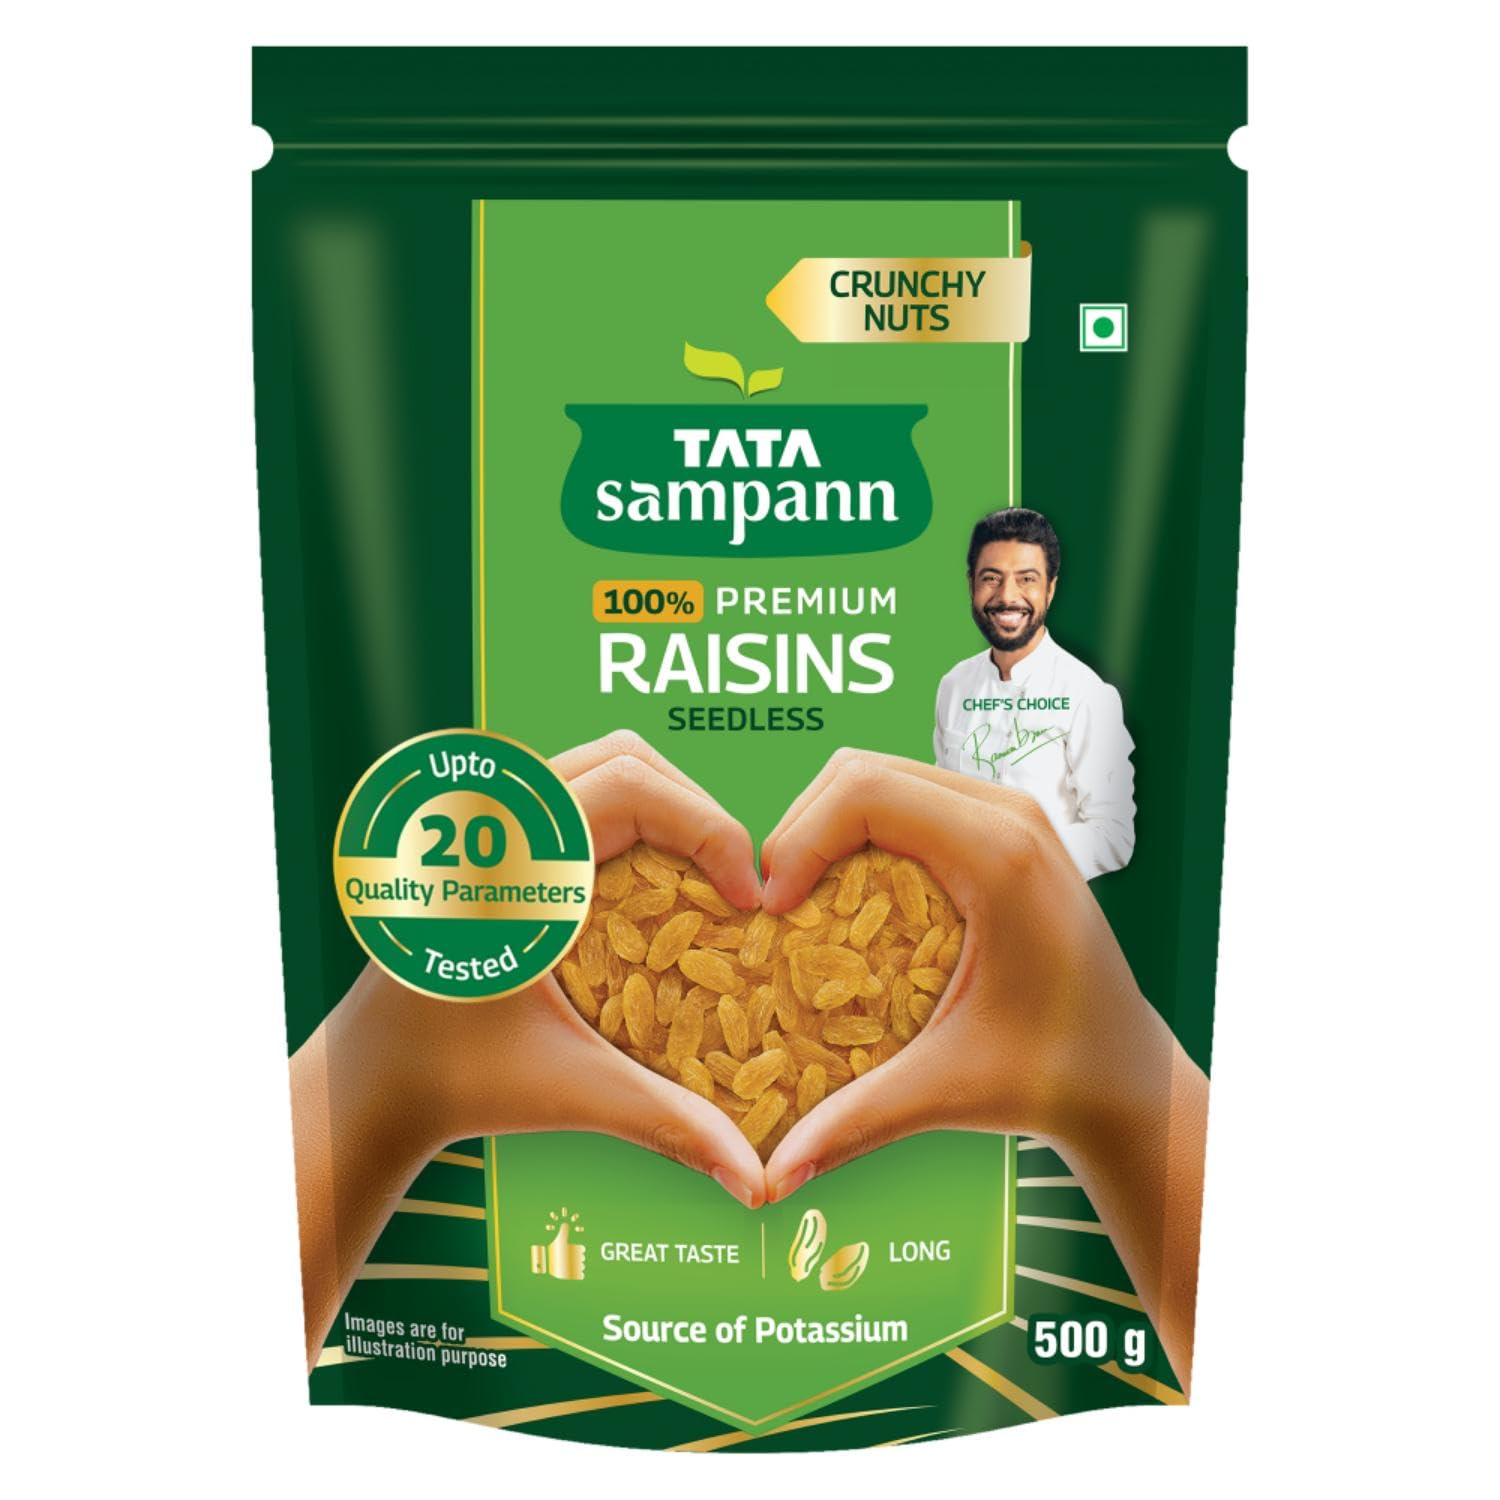 CRUNCHY
NUTS
TATA
sampann
100% PREMIUM
RAISINS
SEEDLESS
CHEF'S CHOICE
Upto
20
Quality Parameters
Tested
GREAT TASTE
LONG
Source of Potassium
Images are for
illustration purpose
500 g